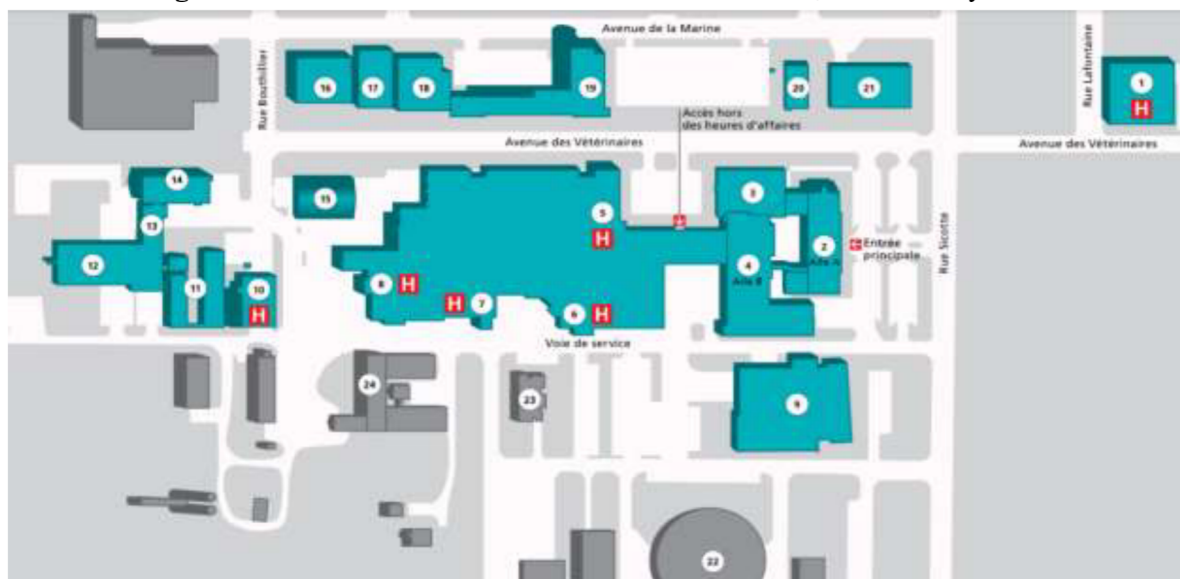 Avenue de la Marine
Rue Lafontaine
Rue Bouthillier
16
17
18
19
20
21
1
H
Accès hors
des heures d'affaires
Avenue des Vétérinaires
Avenue des Vétérinaires
14
15
13
5
H
3
2
Aile A
Entrée
principale
Rue Sicotte
12
11
10
H
8
H
H
7
6
H
4
Aile B
Voie de service
24
23
9
22